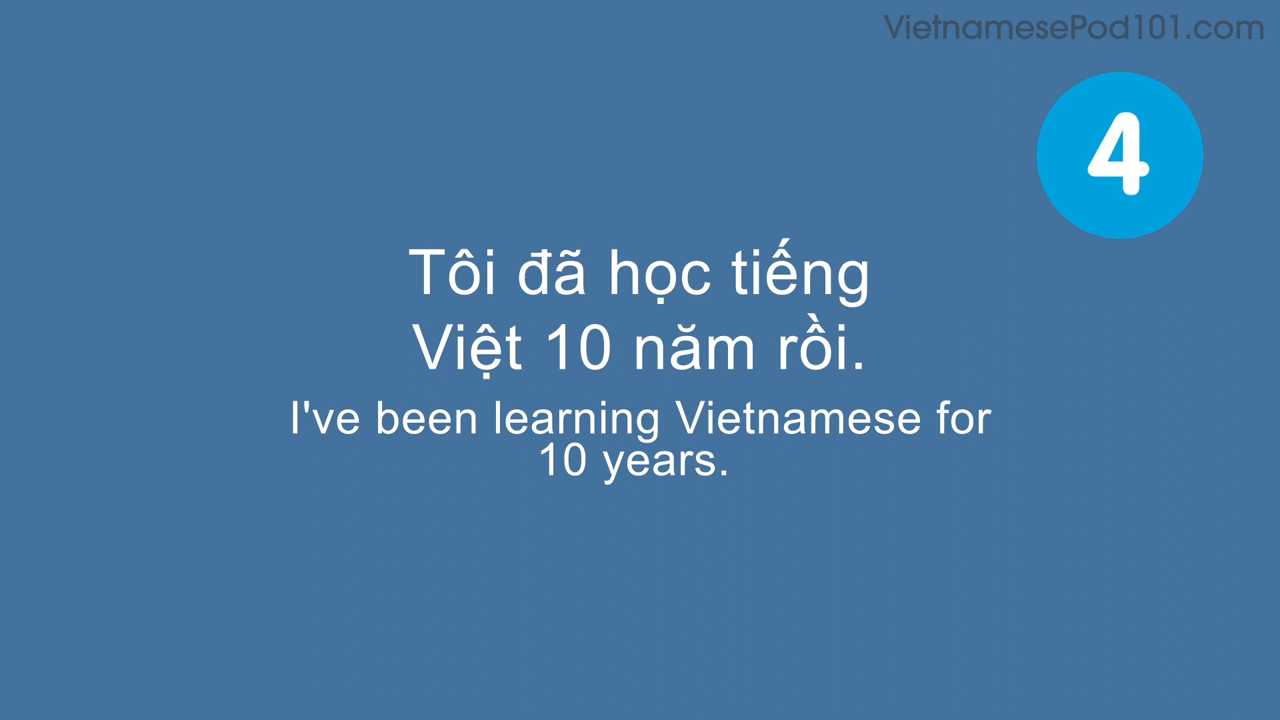 VietnamesePod101.com
4
Tôi đã học tiếng
Việt 10 năm rồi.
I've been learning Vietnamese for
10 years.